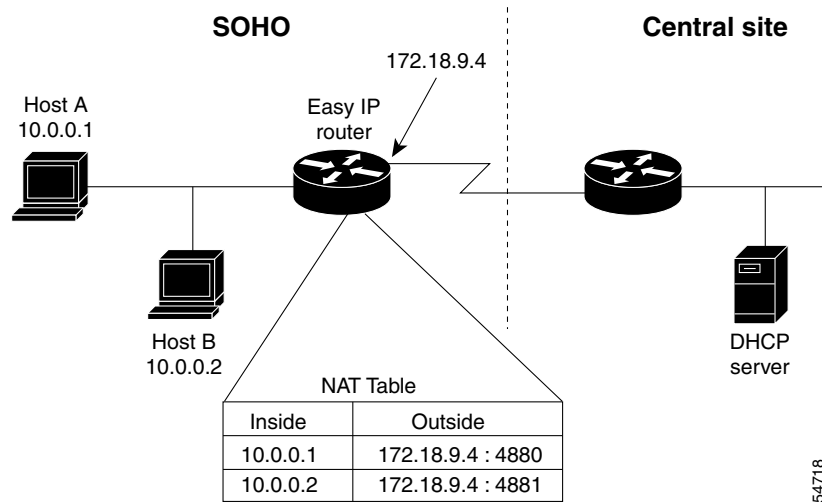 SOHO
Central site
172.18.9.4
Host A
10.0.0.1
Easy IP
router
Host B
10.0.0.2
DHCP
server
NAT Table
Inside Outside
10.0.0.1 172.18.9.4 : 4880
10.0.0.2 172.18.9.4 : 4881
54718